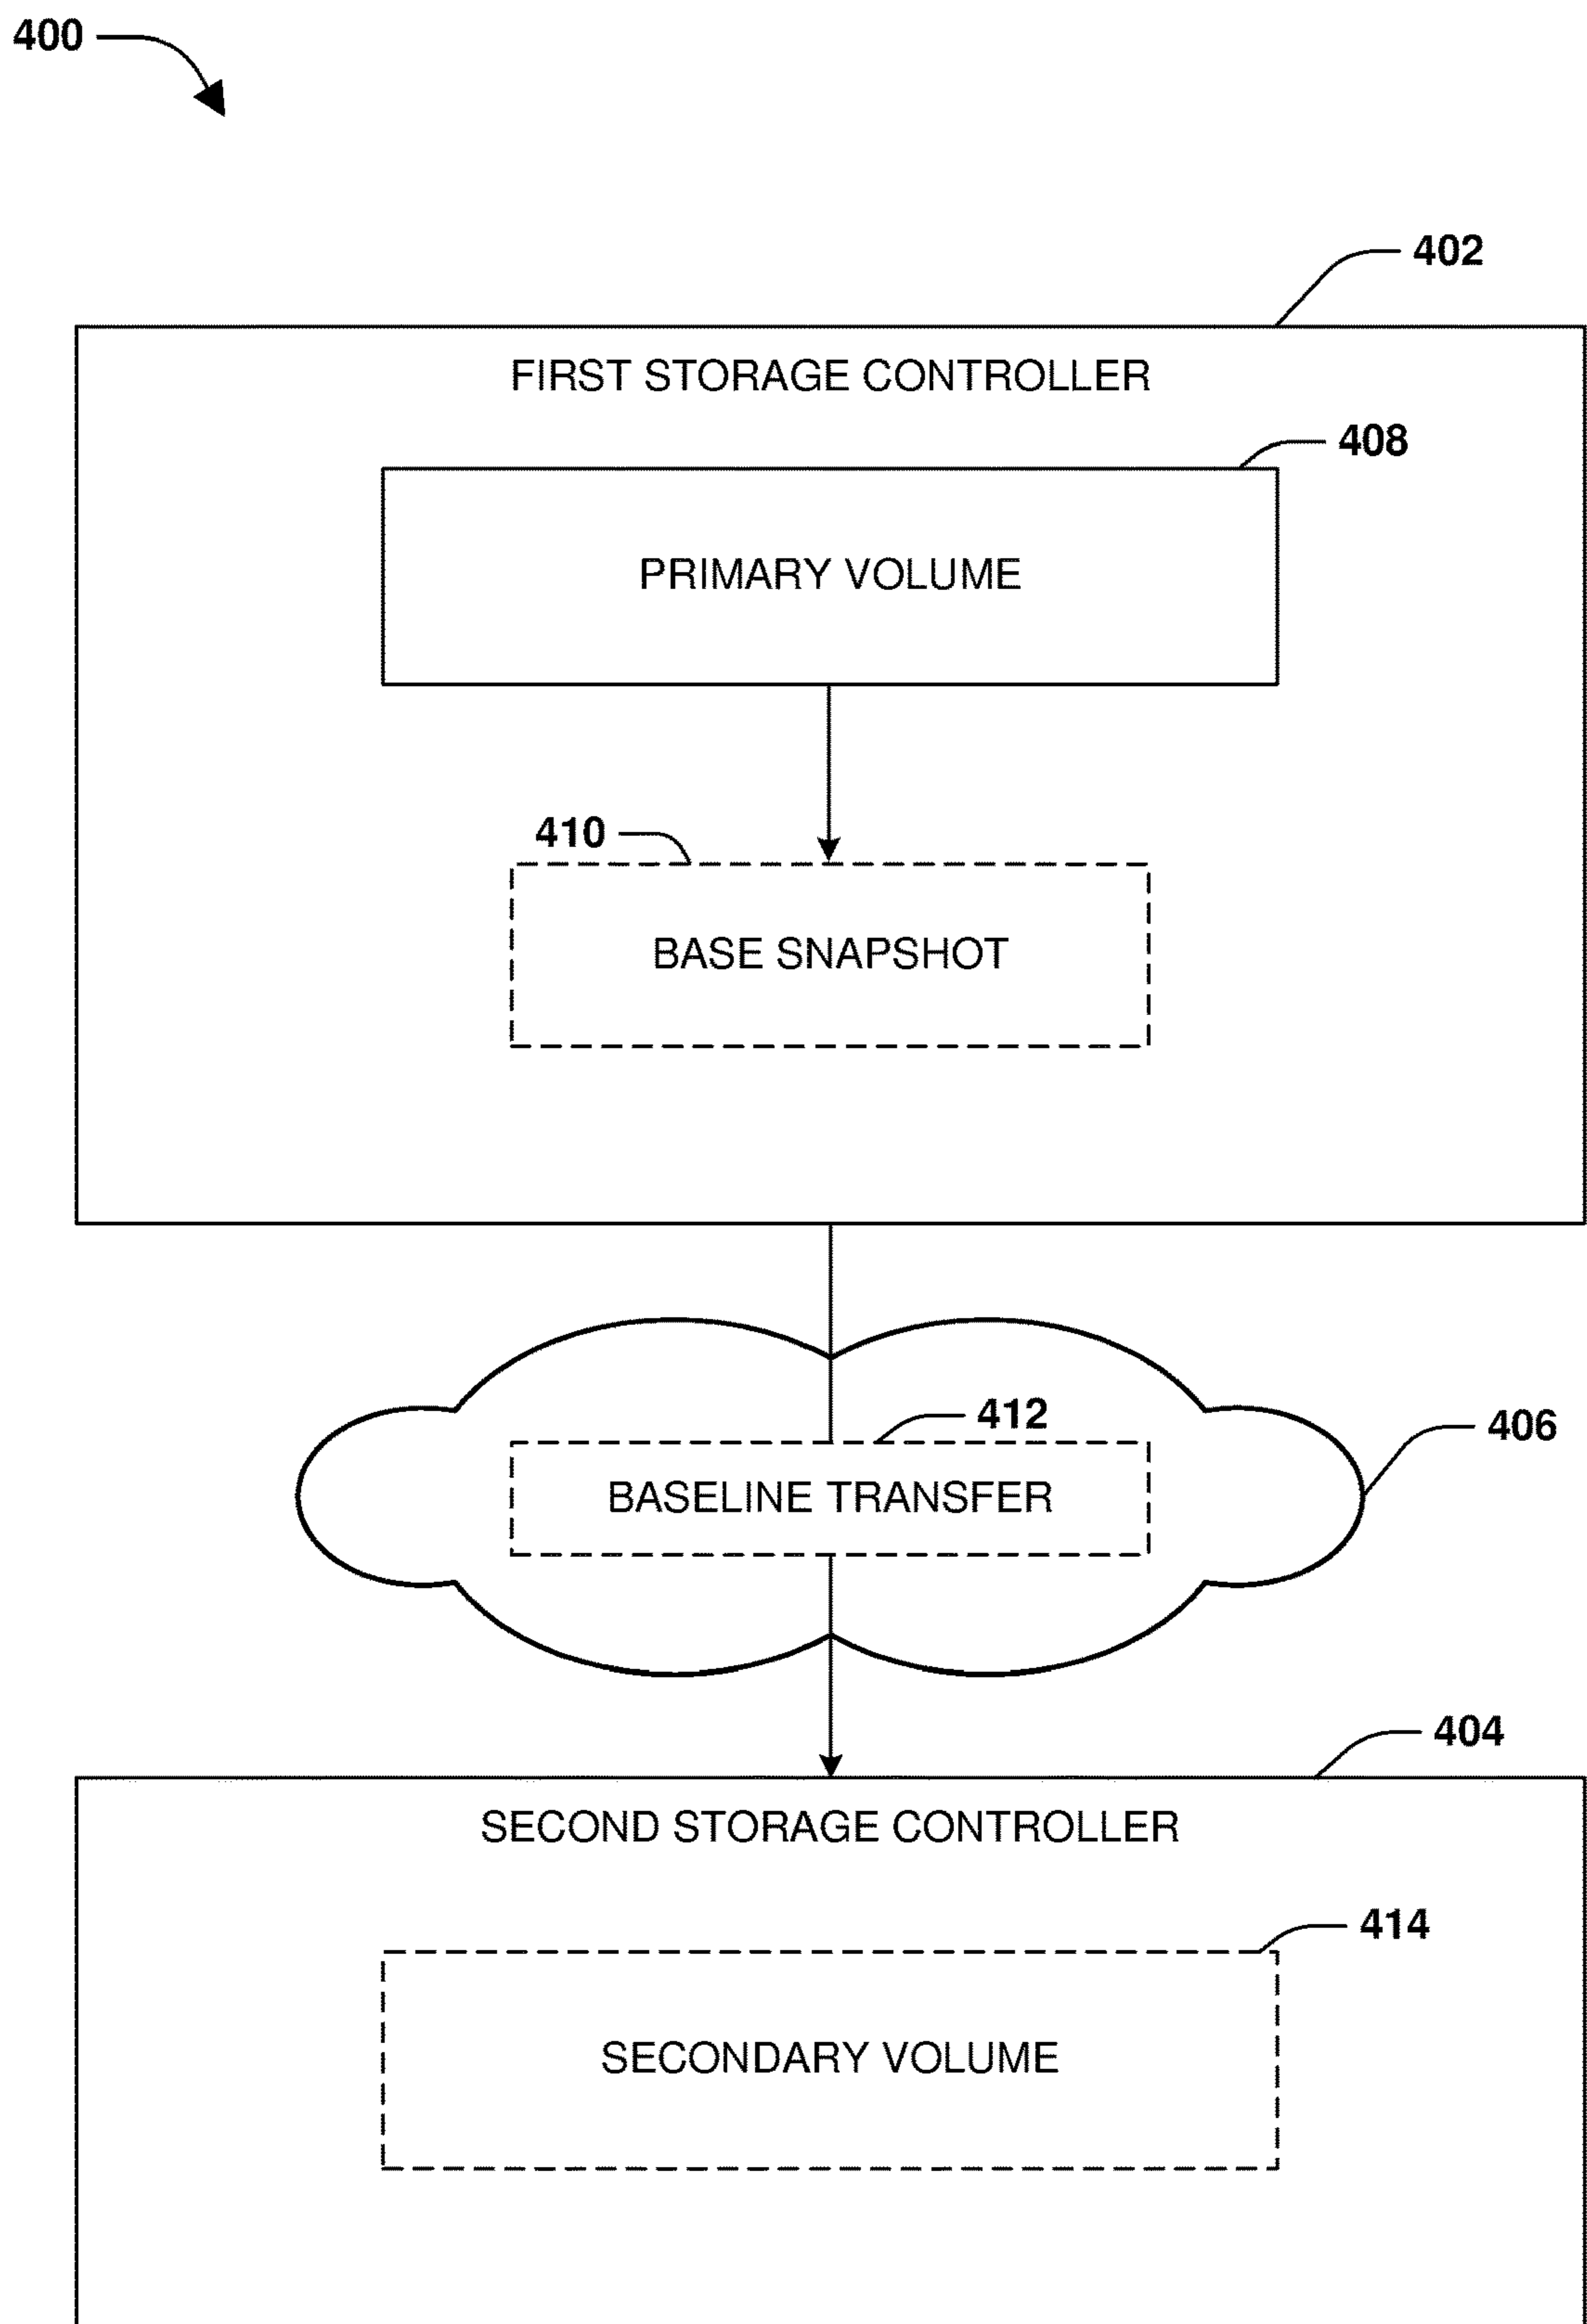 400
402
FIRST STORAGE CONTROLLER
408
PRIMARY VOLUME
410
BASE SNAPSHOT
412
406
BASELINE TRANSFER
404
SECOND STORAGE CONTROLLER
414
SECONDARY VOLUME